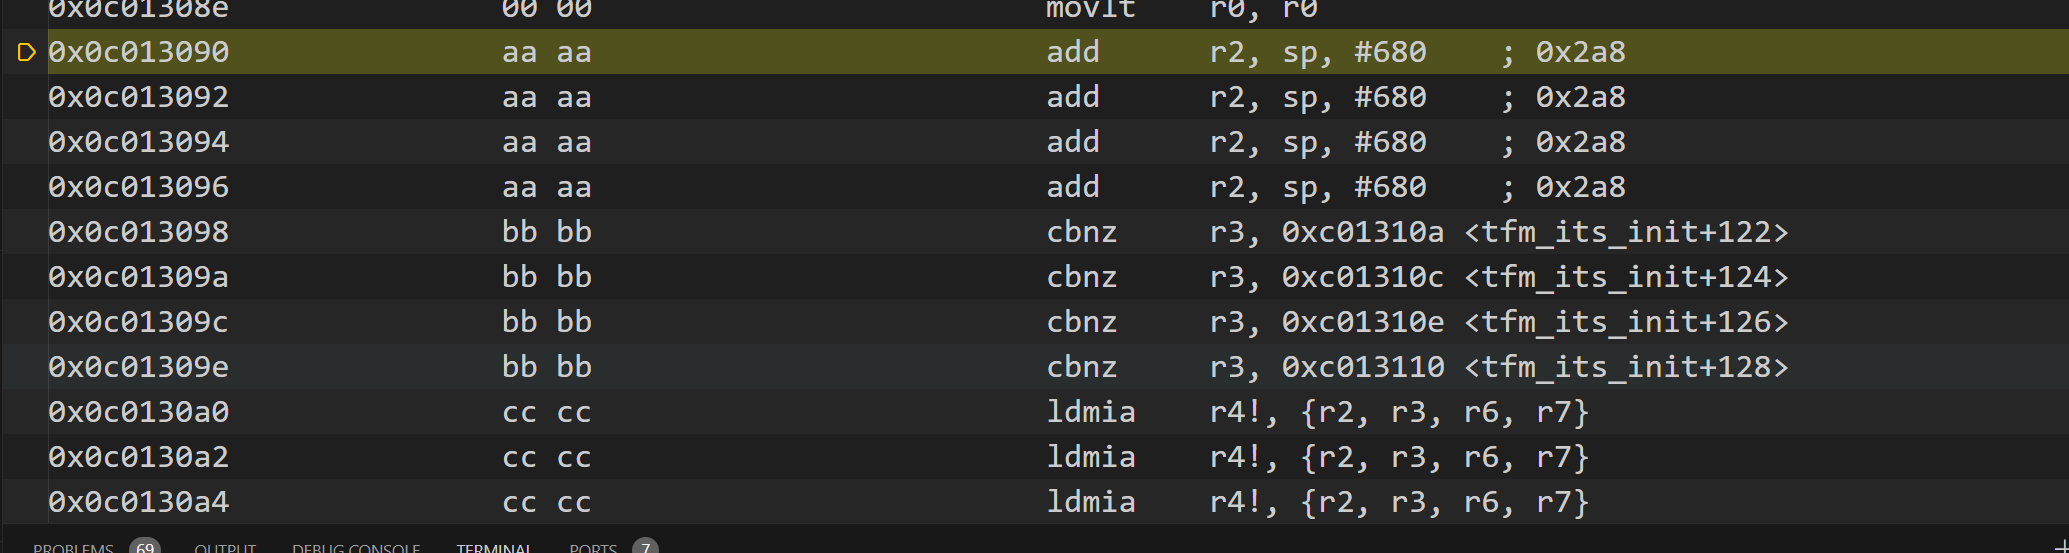 0x0c01308e 00 00 movlt r0, r0
0x0c013090 aa aa add r2, sp, #680 ; 0x2a8
0x0c013092 aa aa add r2, sp, #680 ; 0x2a8
0x0c013094 aa aa add r2, sp, #680 ; 0x2a8
0x0c013096 aa aa add r2, sp, #680 ; 0x2a8
0x0c013098 bb bb cbnz r3, 0xc01310a <tfm_its_init+122>
0x0c01309a bb bb cbnz r3, 0xc01310c <tfm_its_init+124>
0x0c01309c bb bb cbnz r3, 0xc01310e <tfm_its_init+126>
0x0c01309e bb bb cbnz r3, 0xc013110 <tfm_its_init+128>
0x0c0130a0 cc cc ldmia r4!, {r2, r3, r6, r7}
0x0c0130a2 cc cc ldmia r4!, {r2, r3, r6, r7}
0x0c0130a4 cc cc ldmia r4!, {r2, r3, r6, r7}
PROBLEMS 69 OUTPUT DEBUG CONSOLE TERMINAL PORTS 7